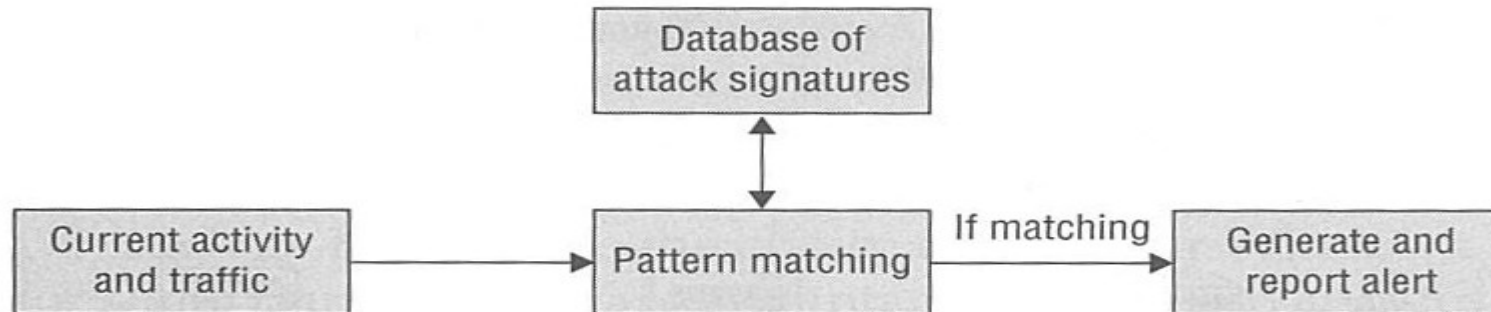 Database of
attack signatures
Current activity
and traffic
Pattern matching
If matching
Generate and
report alert